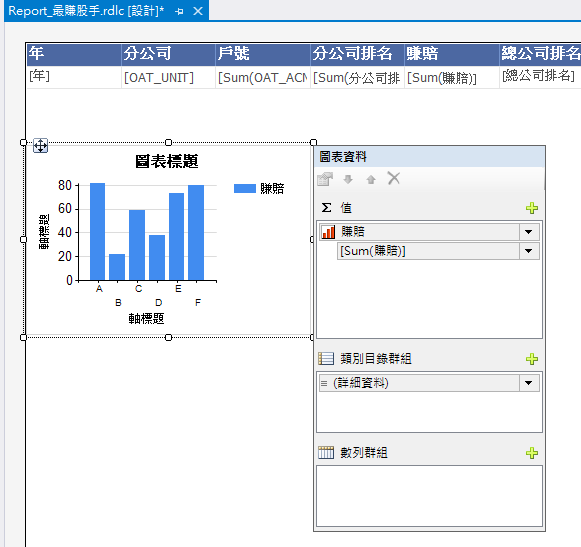 Report_最賺股手.rdlc [設計]*
年 分公司 戶號 分公司排名 賺賠 總公司排名
[年] [OAT_UNIT] [Sum(OAT_ACN [Sum(分公司排 [Sum(賺賠)] [總公司排名]
圖表標題
圖表資料
80
60
40
20
0
軸標題
賺賠
A
B
C
D
E
F
軸標題
Σ 值
賺賠
[Sum(賺賠)]
類別目錄群組
(詳細資料)
數列群組